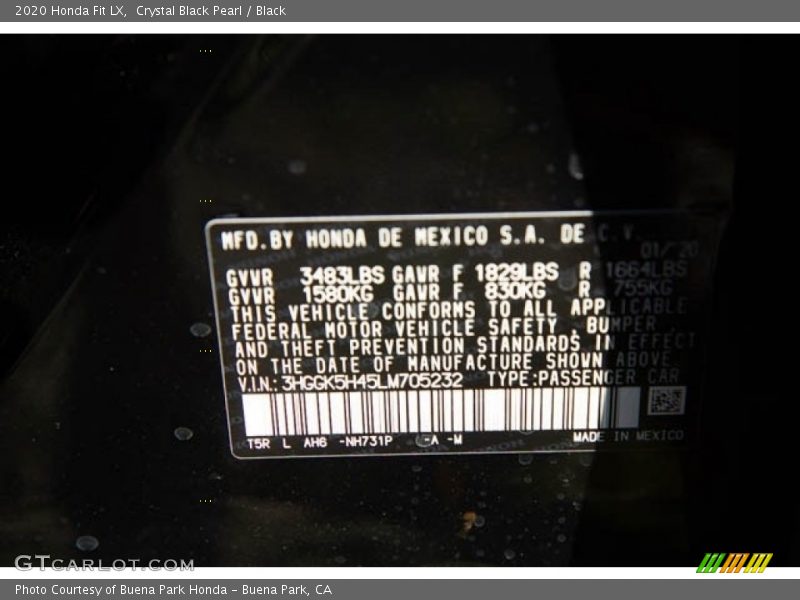 2020 Honda Fit LX,  Crystal Black Pearl / Black
MFD.BY HONDA DE MEXICO S.A. DE C.V.
01/ 20
GVWR 3483LBS GAWR F 1829LBS R 1664LBS
GVWR 1580KG GAWR F 830KG R 755KG
THIS VEHICLE CONFORMS TO ALL APPLICABLE
FEDERAL MOTOR VEHICLE SAFETY , BUMPER ,
AND THEFT PREVENTION STANDARDS IN EFFECT
ON THE DATE OF MANUFACTURE SHOWN ABOVE.
V.I.N.: 3HGGK5H45LM705232 TYPE:PASSENGER CAR
T5R L AH6 -NH731P -A -M MADE IN MEXICO
GTCARLOT.COM
Photo Courtesy of Buena Park Honda – Buena Park, CA